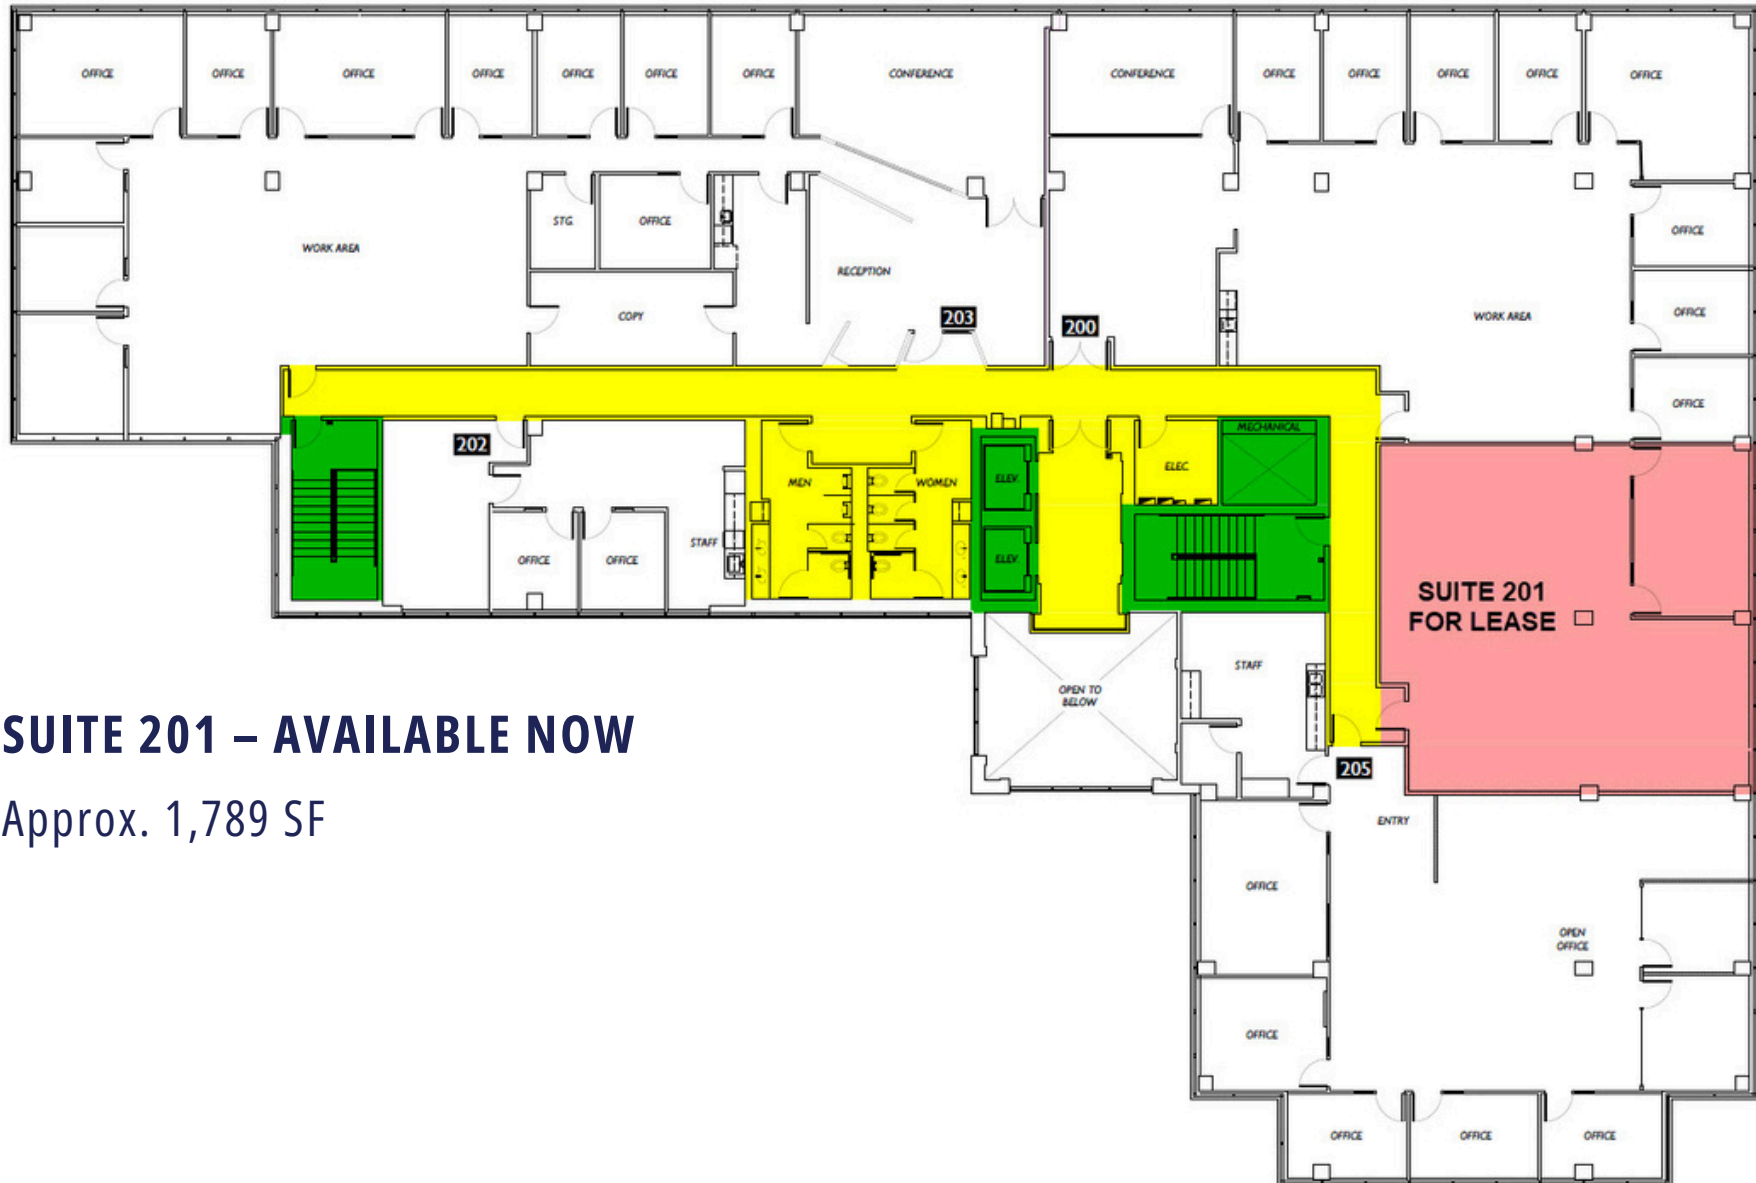 OFFICE
OFFICE
OFFICE
OFFICE
OFFICE
OFFICE
OFFICE
CONFERENCE
CONFERENCE
OFFICE
OFFICE
OFFICE
OFFICE
OFFICE
STG.
OFFICE
WORK AREA
RECEPTION
COPY
203
200
OFFICE
OFFICE
WORK AREA
OFFICE
202
MEN
WOMEN
ELEV.
ELEV.
ELEC.
MECHANICAL
OFFICE
OFFICE
STAFF
SUITE 201
FOR LEASE
OPEN TO
BELOW
STAFF
205
ENTRY
SUITE 201 – AVAILABLE NOW
Approx. 1,789 SF
OFFICE
OPEN
OFFICE
OFFICE
OFFICE
OFFICE
OFFICE